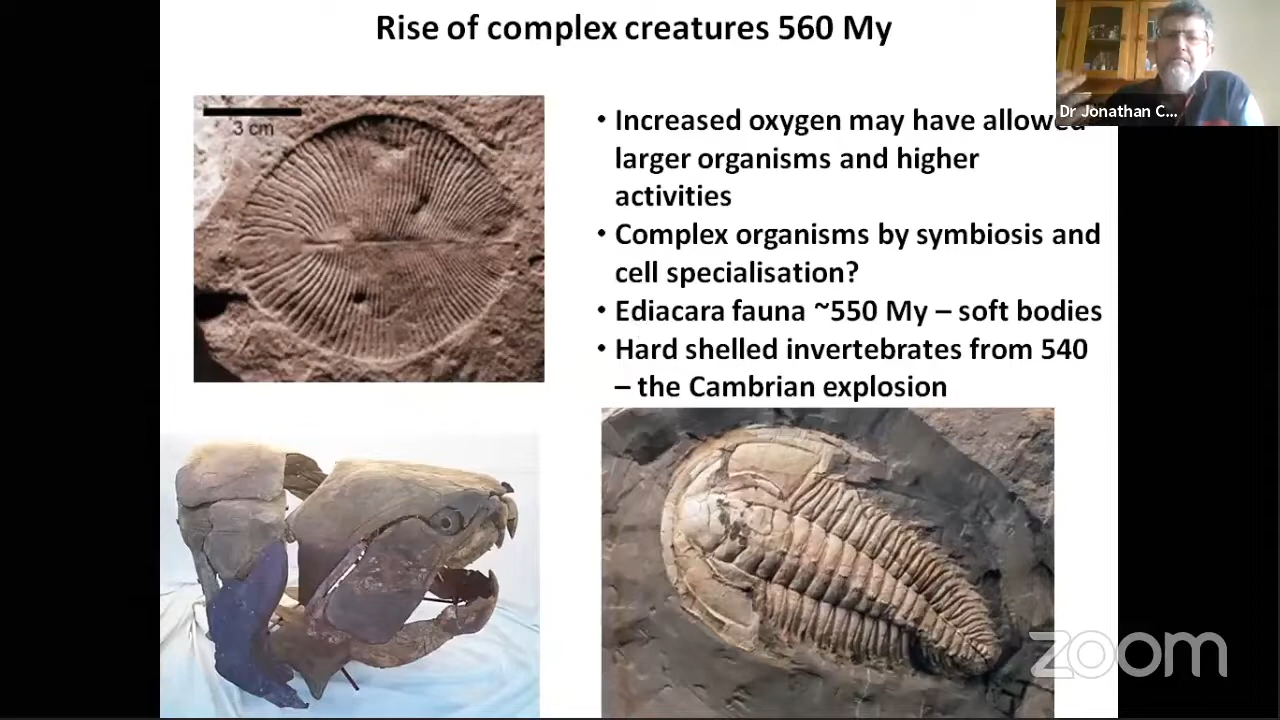 Rise of complex creatures 560 My
3 cm
Dr Jonathan C...
• Increased oxygen may have allowed
larger organisms and higher
activities
• Complex organisms by symbiosis and
cell specialisation?
• Ediacara fauna ~550 My – soft bodies
• Hard shelled invertebrates from 540
– the Cambrian explosion
zoom